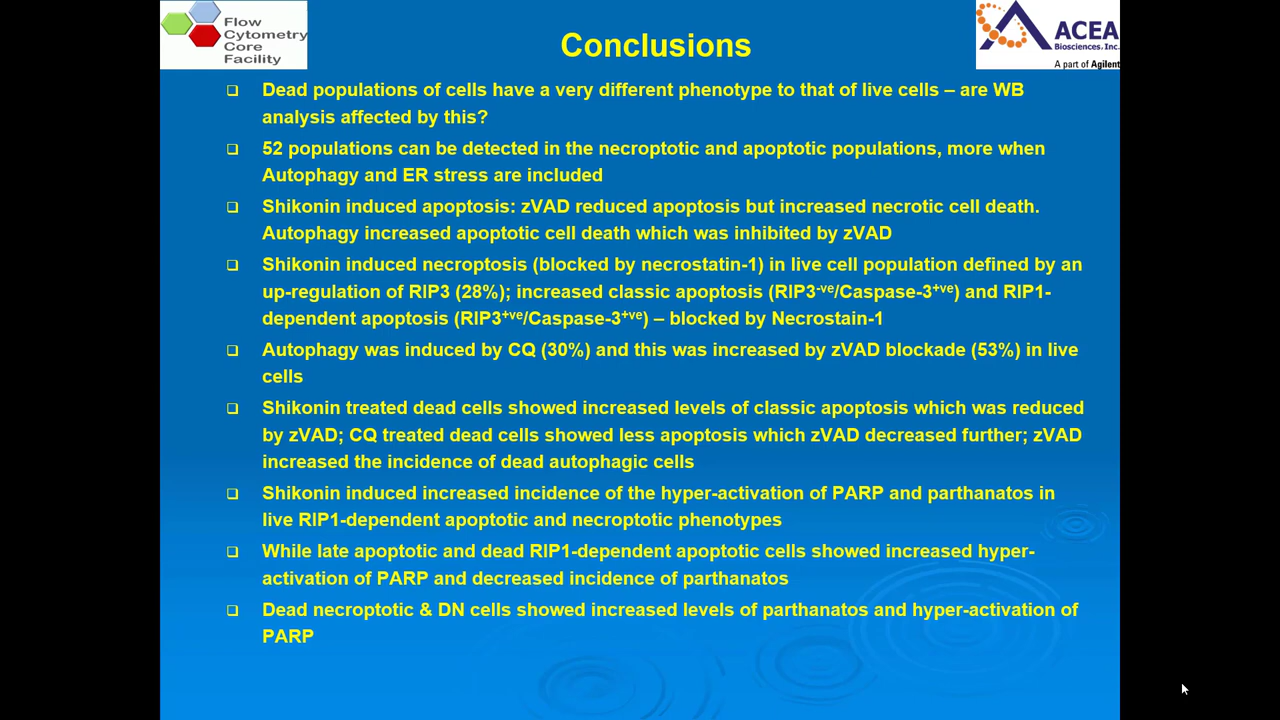 Flow
Cytometry
Core
Facility
Conclusions
ACEA
Biosciences, Inc.
A part of Agilent
❑ Dead populations of cells have a very different phenotype to that of live cells – are WB
analysis affected by this?
❑ 52 populations can be detected in the necroptotic and apoptotic populations, more when
Autophagy and ER stress are included
❑ Shikonin induced apoptosis: zVAD reduced apoptosis but increased necrotic cell death.
Autophagy increased apoptotic cell death which was inhibited by zVAD
❑ Shikonin induced necroptosis (blocked by necrostatin-1) in live cell population defined by an
up-regulation of RIP3 (28%); increased classic apoptosis (RIP3-ve/Caspase-3+ve) and RIP1-
dependent apoptosis (RIP3+ve/Caspase-3+ve) – blocked by Necrostain-1
❑ Autophagy was induced by CQ (30%) and this was increased by zVAD blockade (53%) in live
cells
❑ Shikonin treated dead cells showed increased levels of classic apoptosis which was reduced
by zVAD; CQ treated dead cells showed less apoptosis which zVAD decreased further; zVAD
increased the incidence of dead autophagic cells
❑ Shikonin induced increased incidence of the hyper-activation of PARP and parthanatos in
live RIP1-dependent apoptotic and necroptotic phenotypes
❑ While late apoptotic and dead RIP1-dependent apoptotic cells showed increased hyper-
activation of PARP and decreased incidence of parthanatos
❑ Dead necroptotic & DN cells showed increased levels of parthanatos and hyper-activation of
PARP